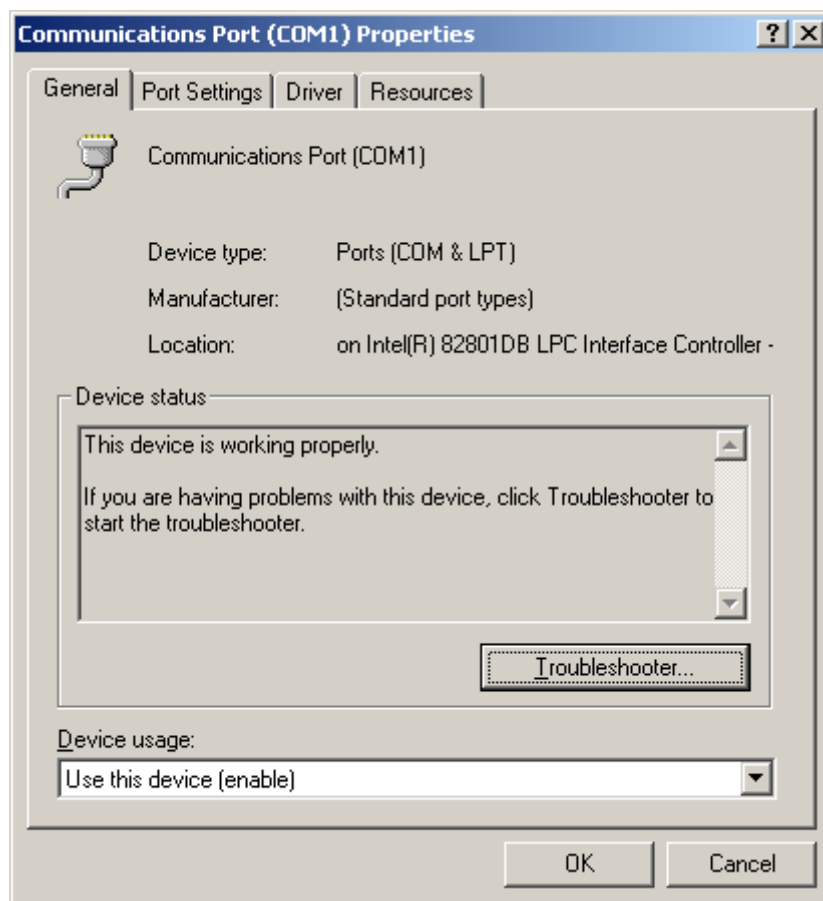 Communications Port (COM1) Properties
General Port Settings Driver Resources
Communications Port (COM1)
Device type: Ports (COM & LPT)
Manufacturer: (Standard port types)
Location: on Intel(R) 82801DB LPC Interface Controller -
Device status
This device is working properly.
If you are having problems with this device, click Troubleshooter to
start the troubleshooter.
Troubleshooter...
Device usage:
Use this device (enable)
OK Cancel